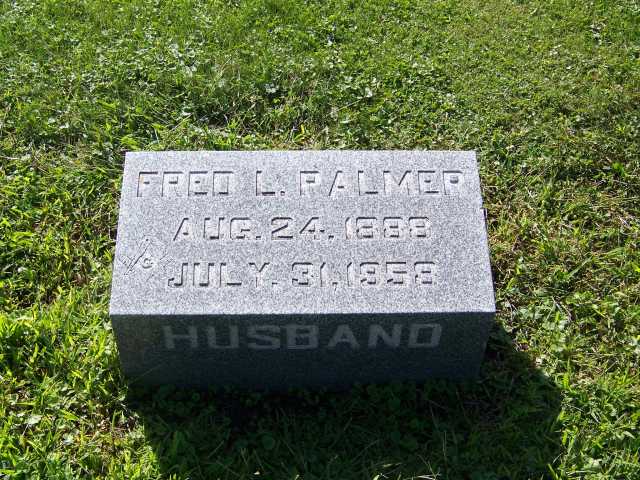 FRED L. PALMER
AUG. 24. 1888
JULY. 31, 1958
HUSBAND